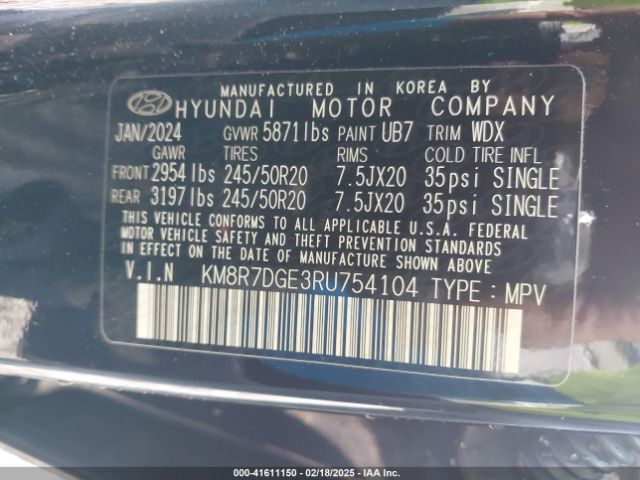 MANUFACTURED IN KOREA BY
HYUNDAI MOTOR COMPANY
JAN/2024 GVWR 5871lbs PAINT UB7 TRIM WDX
GAWR TIRES RIMS COLD TIRE INFL
FRONT 2954lbs 245/50R20 7.5JX20 35psi SINGLE
REAR 3197lbs 245/50R20 7.5JX20 35psi SINGLE
THIS VEHICLE CONFORMS TO ALL APPLICABLE U.S.A. FEDERAL
MOTOR VEHICLE SAFETY AND THEFT PREVENTION STANDARDS
IN EFFECT ON THE DATE OF MANUFACTURE SHOWN ABOVE.
V.I.N KM8R7DGE3RU754104 TYPE : MPV
000-41611150 - 02/18/2025 - IAA Inc.